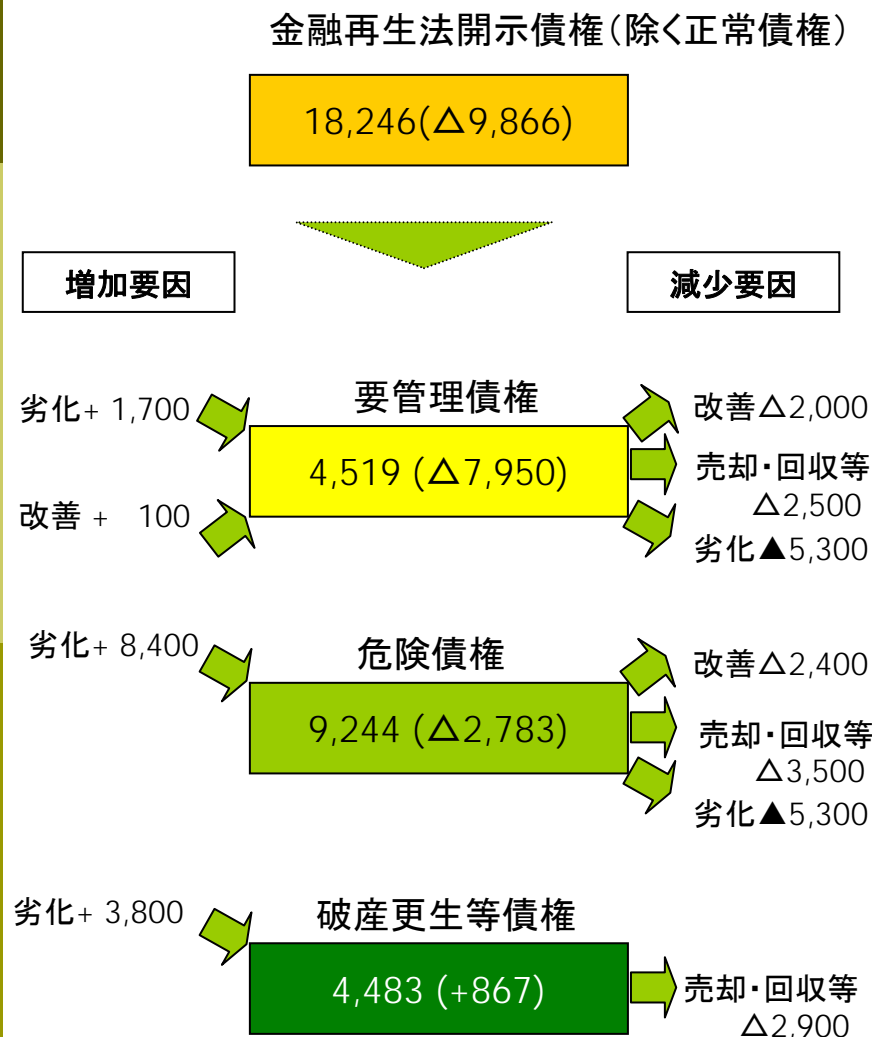 金融再生法開示債権（除く正常債権）
18,246(△9,866)
増加要因
減少要因
要管理債権
劣化+ 1,700
改善 + 100
4,519 (△7,950)
改善△2,000
売却・回収等
△2,500
劣化▲5,300
危険債権
劣化+ 8,400
9,244 (△2,783)
改善△2,400
売却・回収等
△3,500
劣化▲5,300
破産更生等債権
劣化+ 3,800
4,483 (+867)
売却・回収等
△2,900